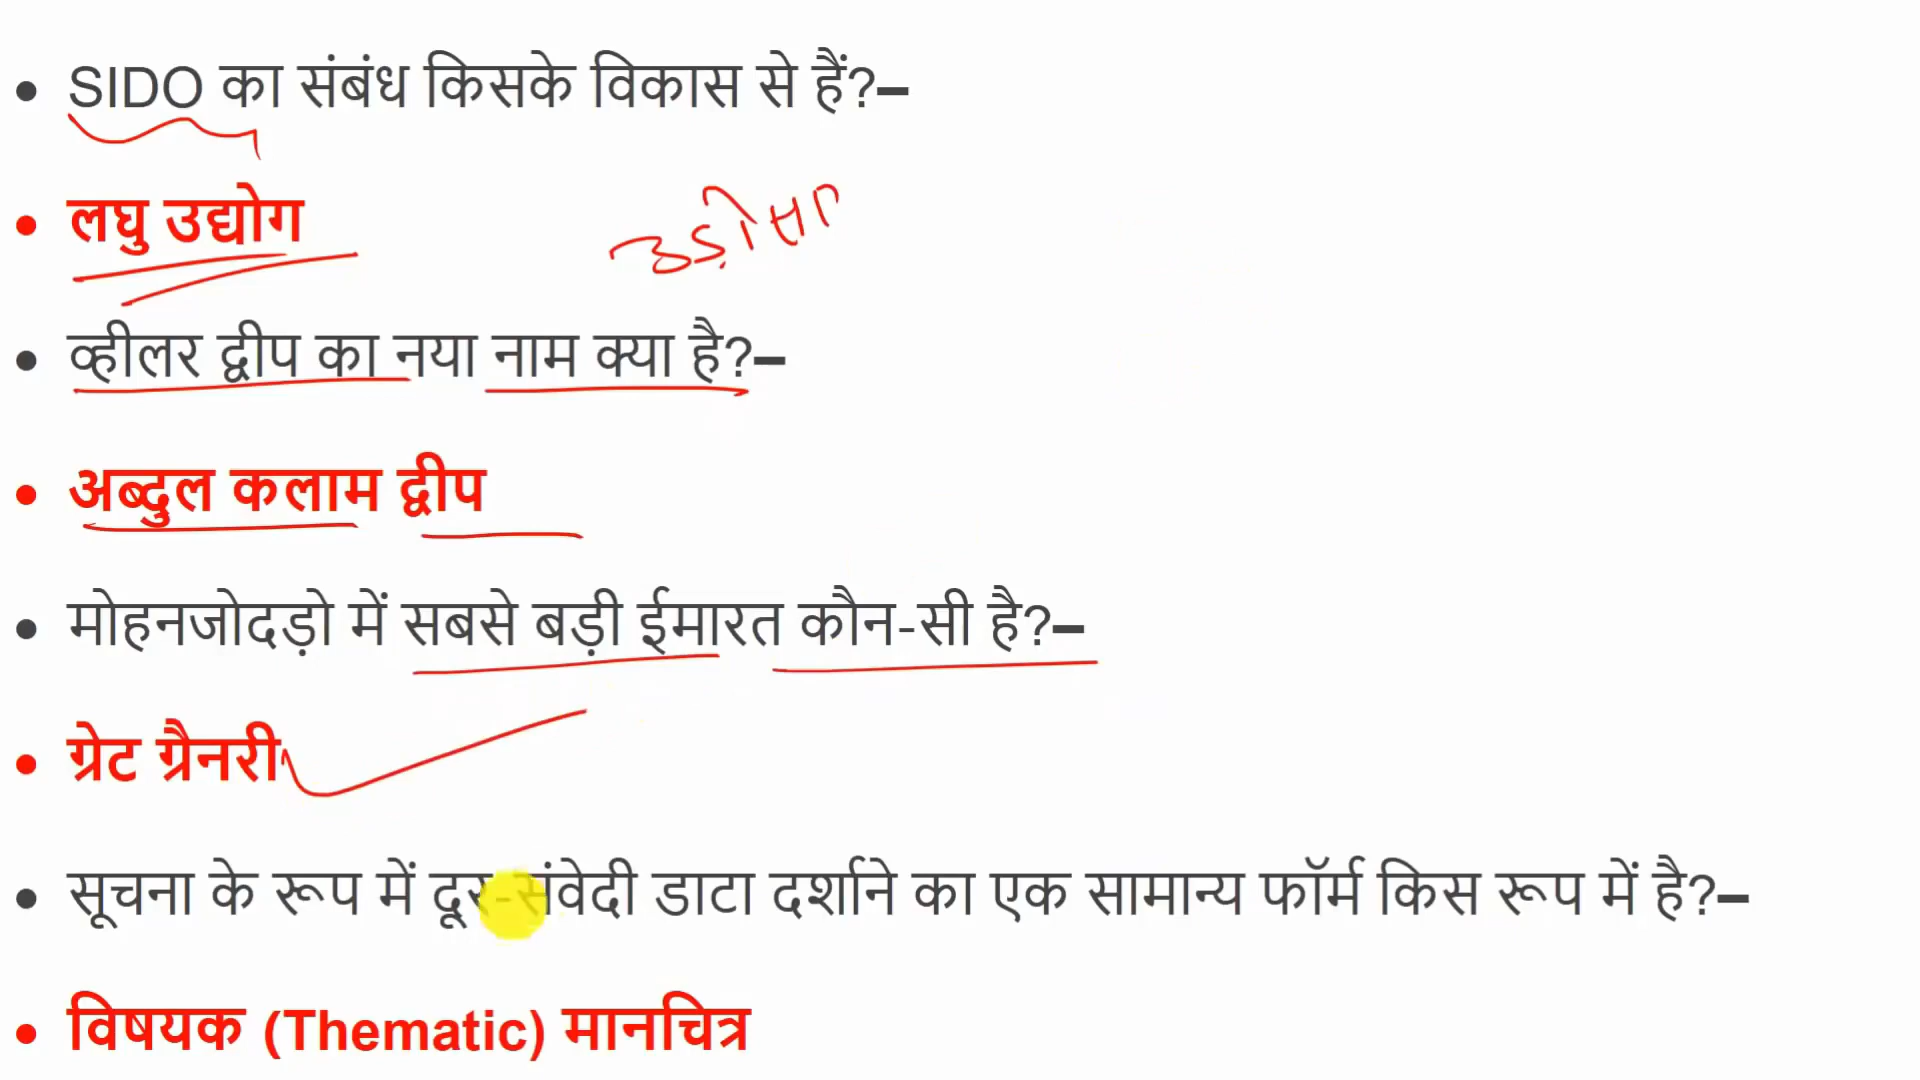 • SIDO का संबंध किसके विकास से हैं?–
• लघु उद्योग
उड़ीसा
• व्हीलर द्वीप का नया नाम क्या है?–
• अब्दुल कलाम द्वीप
• मोहनजोदड़ो में सबसे बड़ी ईमारत कौन-सी है?–
• ग्रेट ग्रैनरी
• सूचना के रूप में दूर-संवेदी डाटा दर्शाने का एक सामान्य फॉर्म किस रूप में है?–
• विषयक (Thematic) मानचित्र